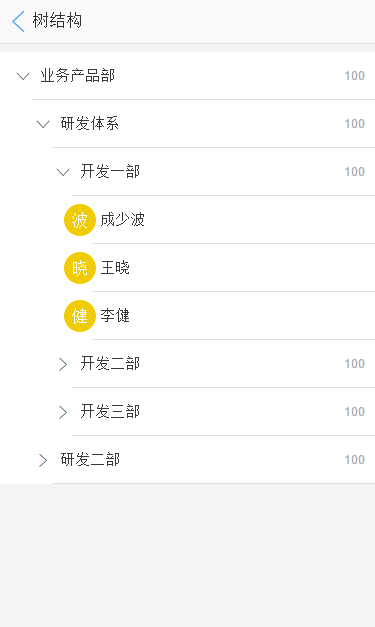 树结构
业务产品部 100
研发体系 100
开发一部 100
波 成少波
晓 王晓
健 李健
开发二部 100
开发三部 100
研发二部 100